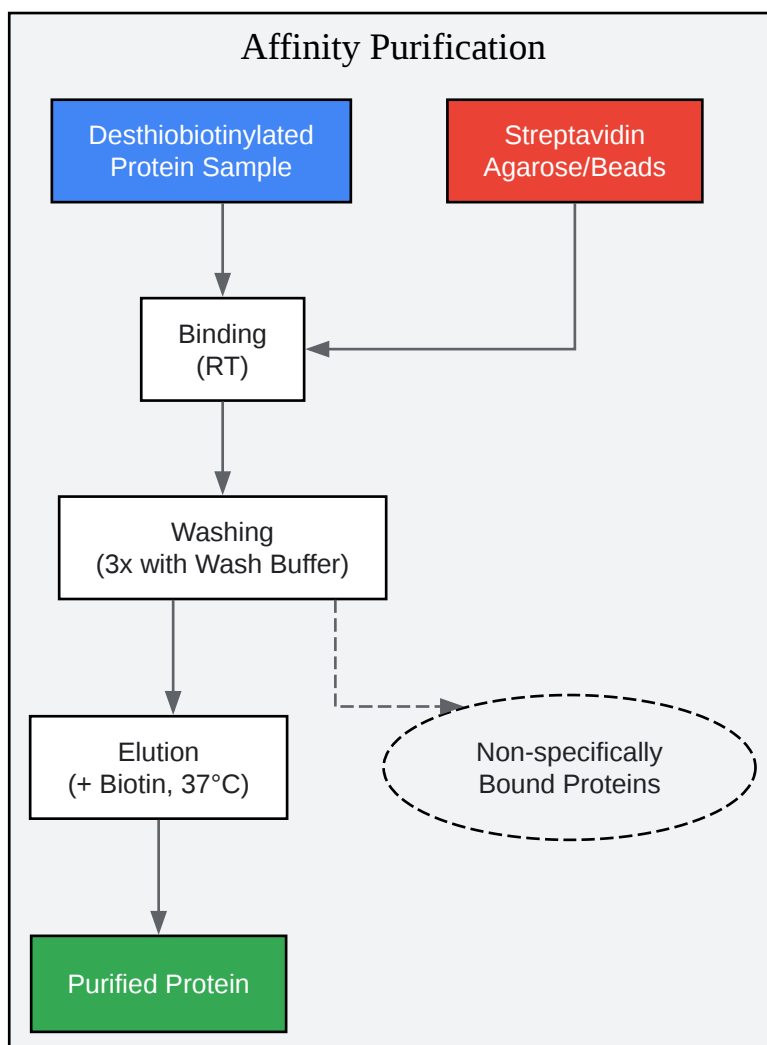 Affinity Purification
Desthiobiotinylated
Protein Sample
Streptavidin
Agarose/Beads
Binding
(RT)
Washing
(3x with Wash Buffer)
Elution
(+ Biotin, 37°C)
Non-specifically
Bound Proteins
Purified Protein